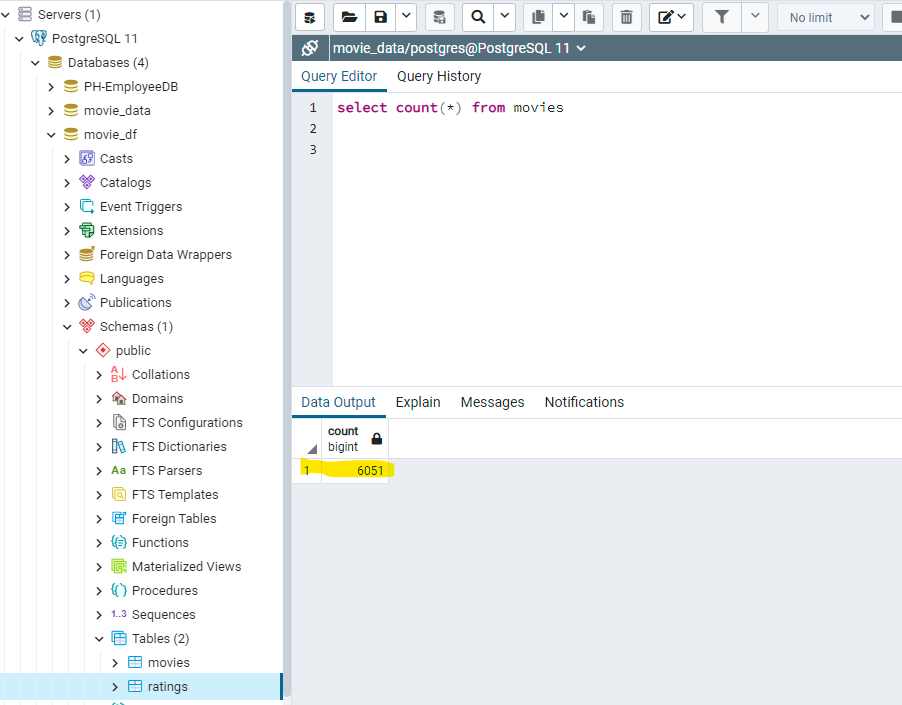 Servers (1)
PostgreSQL 11
Databases (4)
PH-EmployeeDB
movie_data
movie_df
Casts
Catalogs
Event Triggers
Extensions
Foreign Data Wrappers
Languages
Publications
Schemas (1)
public
Collations
Domains
FTS Configurations
FTS Dictionaries
Aa FTS Parsers
FTS Templates
Foreign Tables
Functions
Materialized Views
Procedures
1..3 Sequences
Tables (2)
movies
ratings
No limit
movie_data/postgres@PostgreSQL 11
Query Editor Query History
1 select count(*) from movies
2
3
Data Output Explain Messages Notifications
count
bigint
1 6051